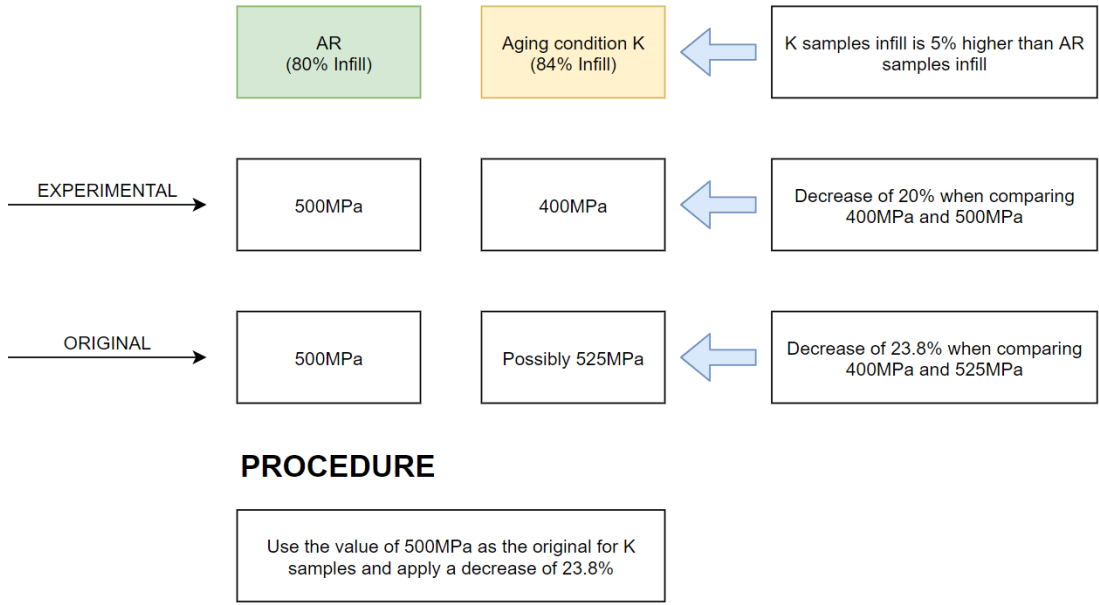 AR
(80% Infill)
Aging condition K
(84% Infill)
K samples infill is 5% higher than AR
samples infill
EXPERIMENTAL
500MPa
400MPa
Decrease of 20% when comparing
400MPa and 500MPa
ORIGINAL
500MPa
Possibly 525MPa
Decrease of 23.8% when comparing
400MPa and 525MPa
PROCEDURE
Use the value of 500MPa as the original for K
samples and apply a decrease of 23.8%